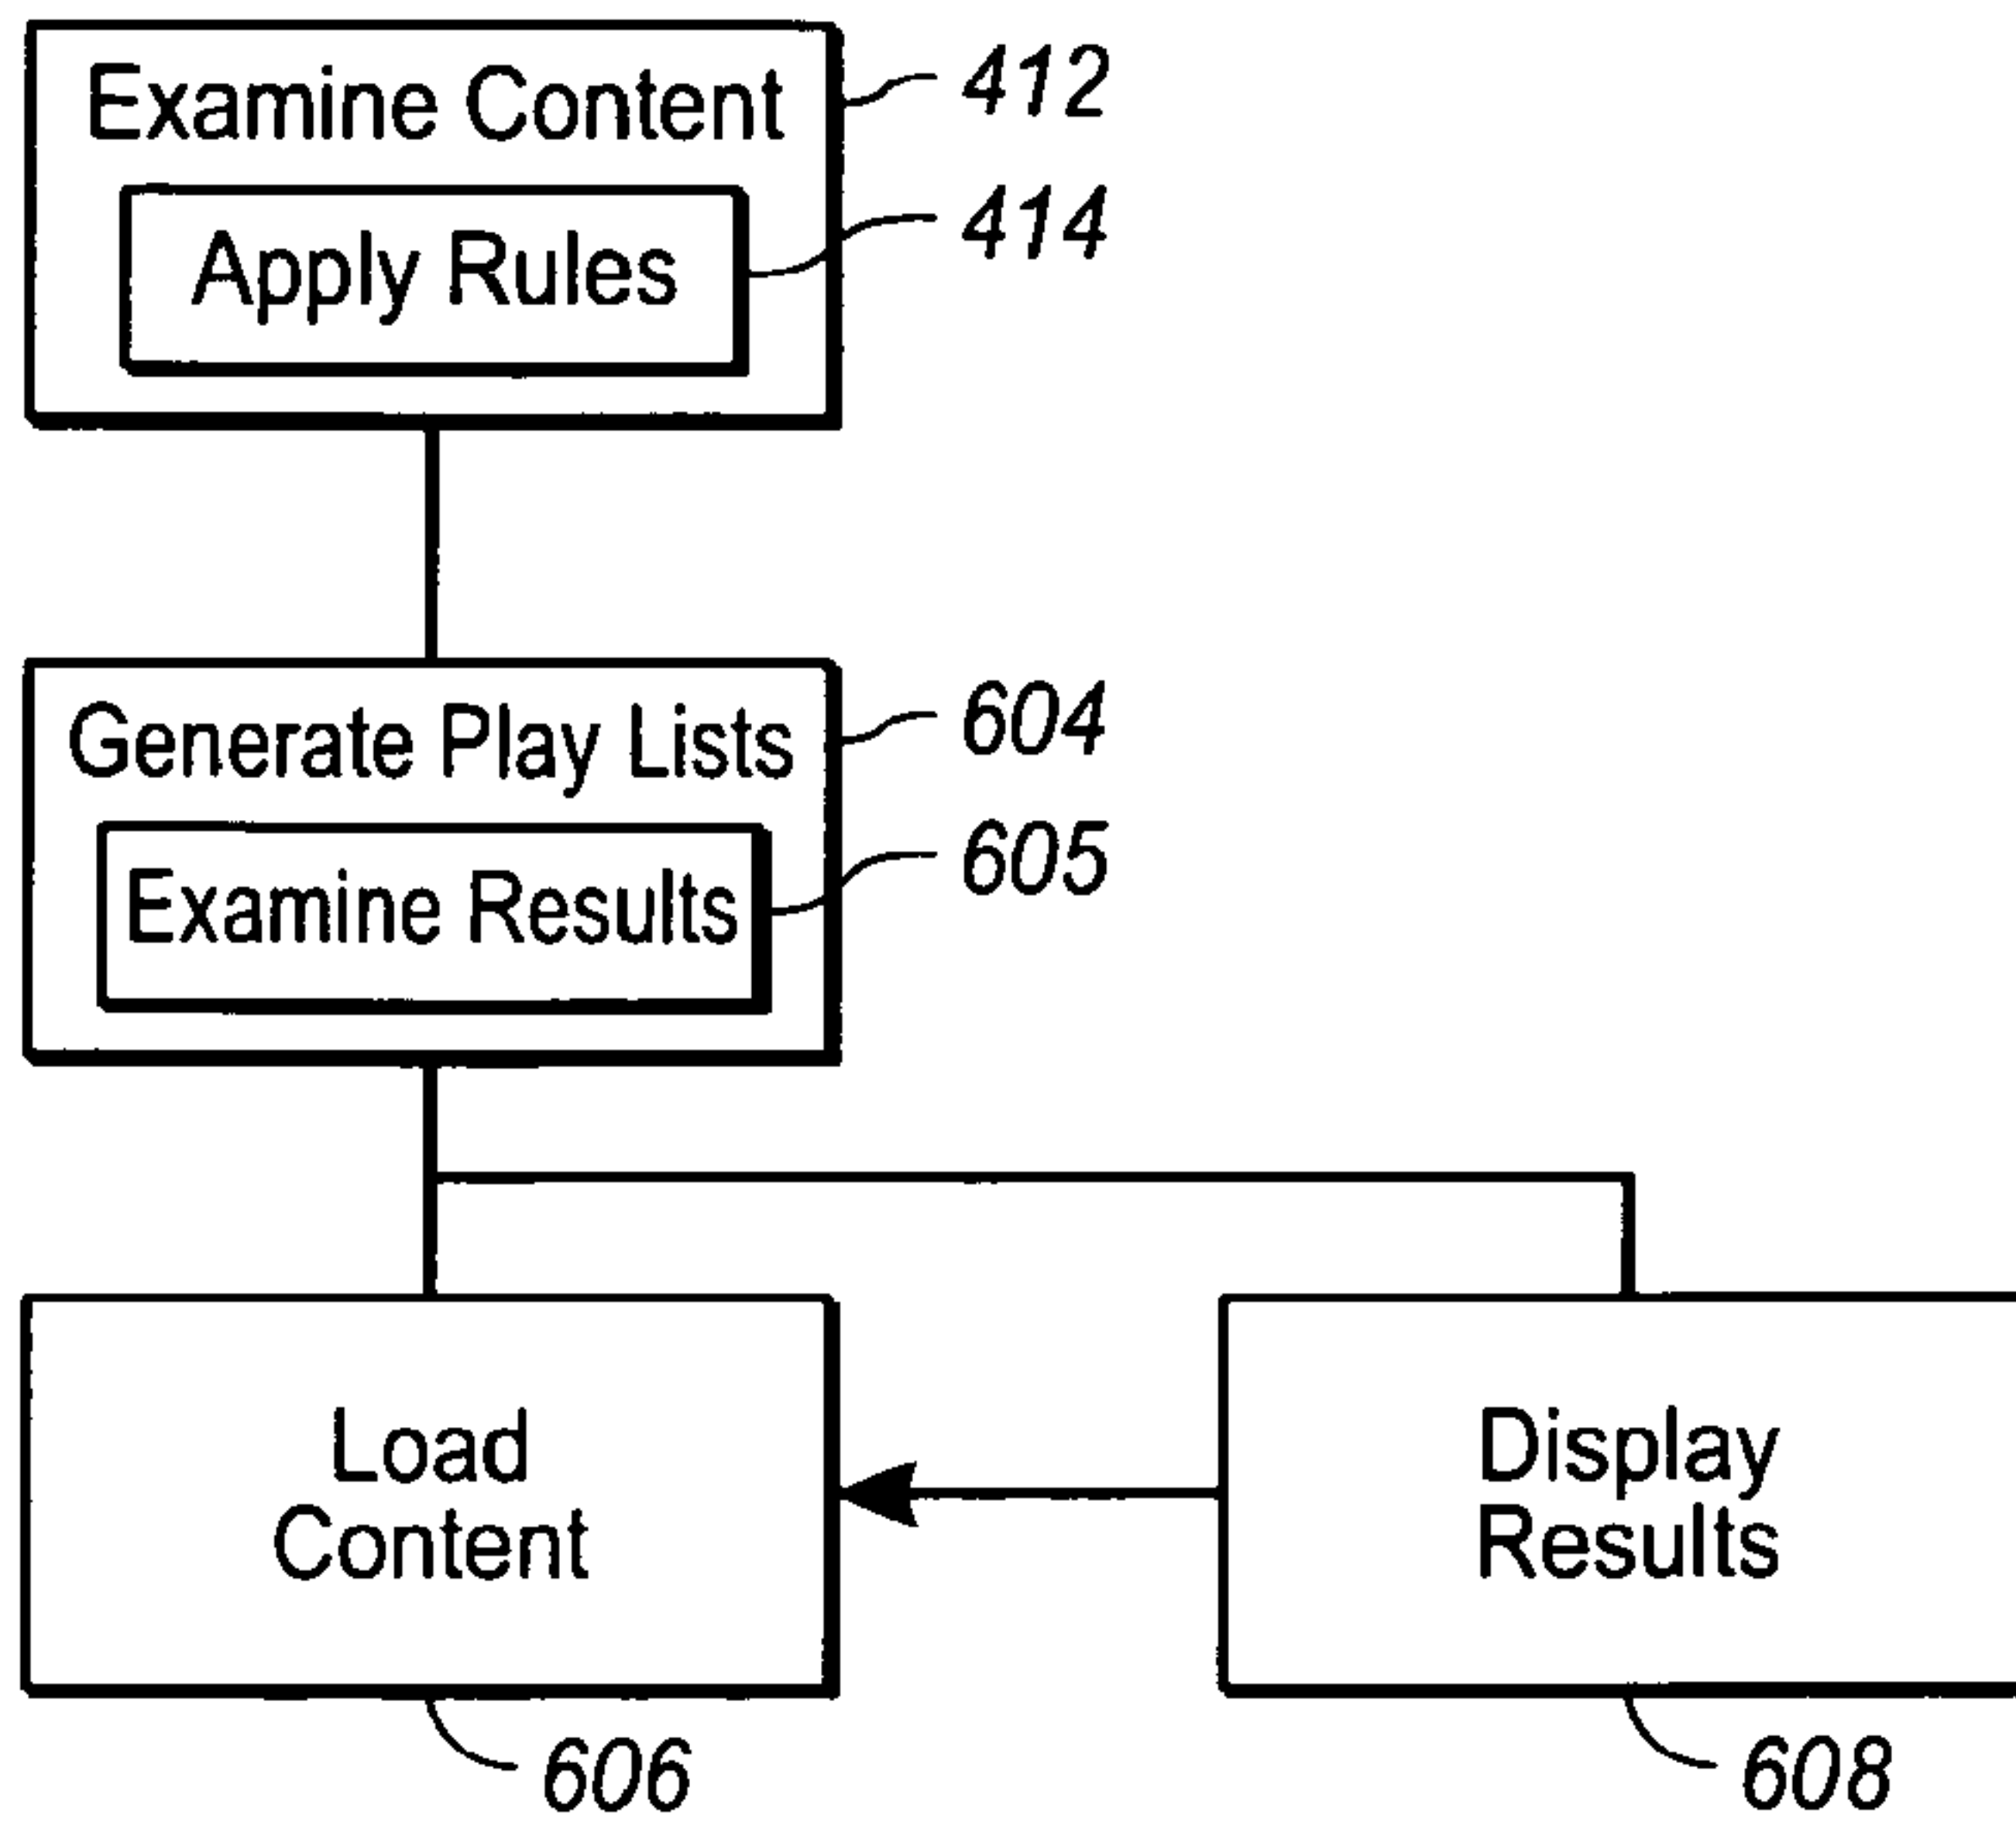 Examine Content
412
Apply Rules
414
Generate Play Lists
604
Examine Results
605
Load
Content
Display
Results
606
608